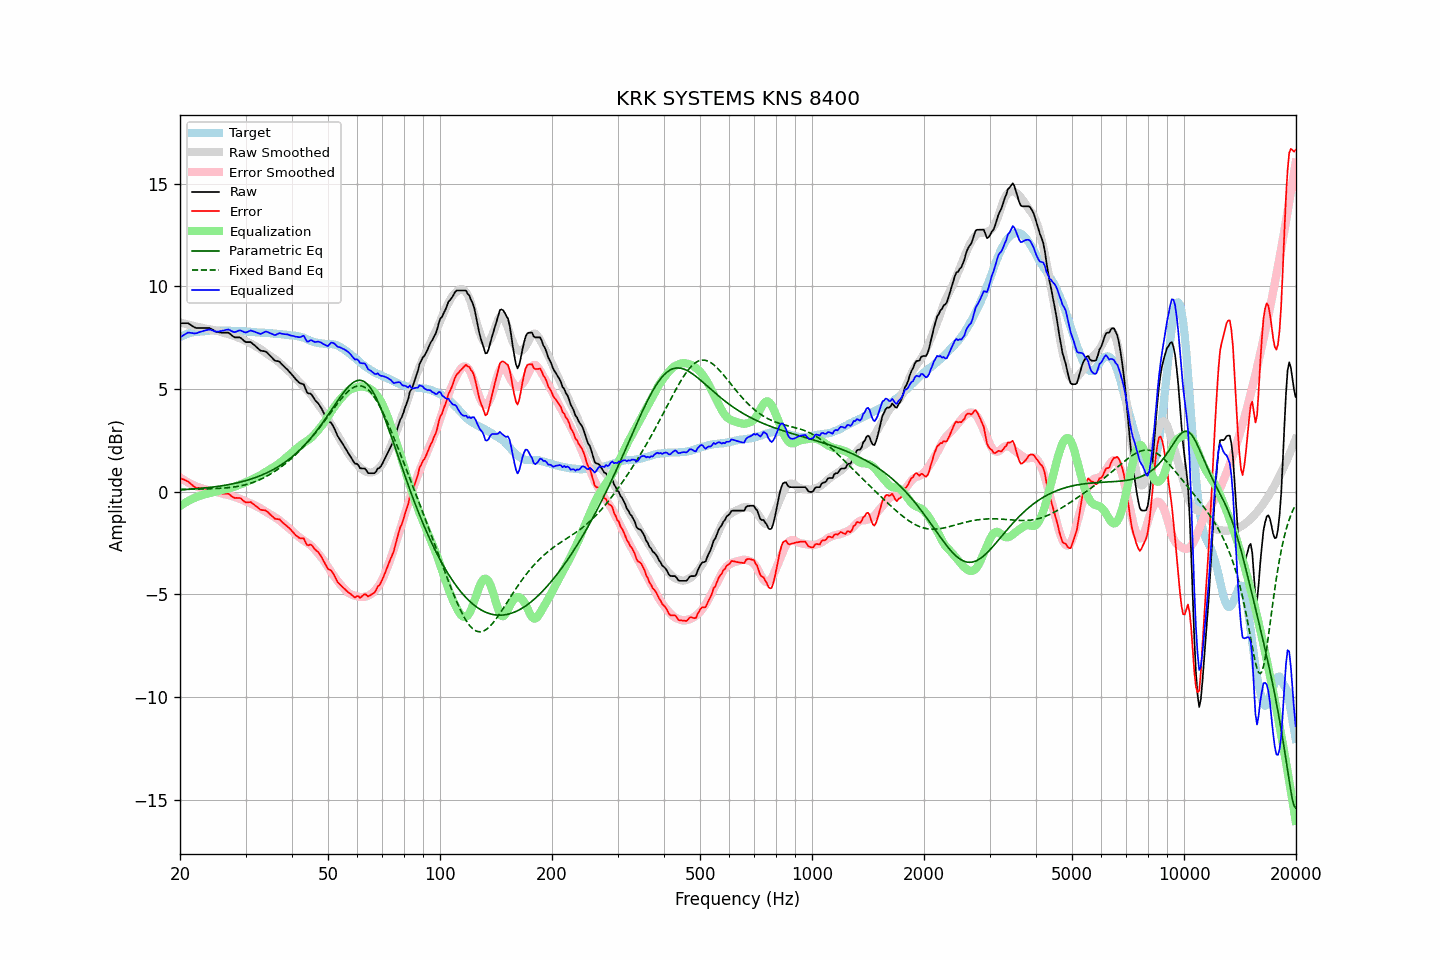 KRK SYSTEMS KNS 8400
Target
Raw Smoothed
Error Smoothed
Raw
Error
Equalization
Parametric Eq
Fixed Band Eq
Equalized
15
10
5
0
−5
−10
−15
Amplitude (dBr)
20 50 100 200 500 1000 2000 5000 10000 20000
Frequency (Hz)